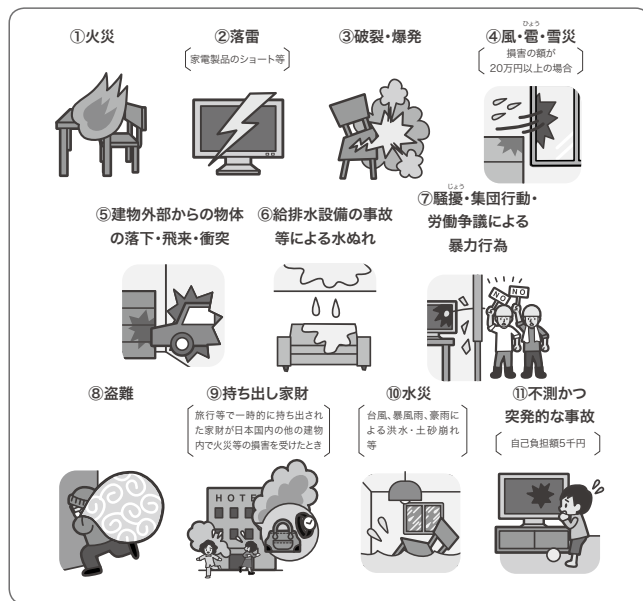 ①火災
②落雷
家電製品のショート等
③破裂・爆発
④風・雹・雪災
ひょう
損害の額が
20万円以上の場合
⑤建物外部からの物体
の落下・飛来・衝突
⑥給排水設備の事故
等による水ぬれ
⑦騒擾・集団行動・
じょう
労働争議による
暴力行為
NO
NO
⑧盗難
⑨持ち出し家財
旅行等で一時的に持ち出され
た家財が日本国内の他の建物
内で火災等の損害を受けたとき
HOTE
⑩水災
台風、暴風雨、豪雨に
よる洪水・土砂崩れ
等
⑪不測かつ
突発的な事故
自己負担額5千円